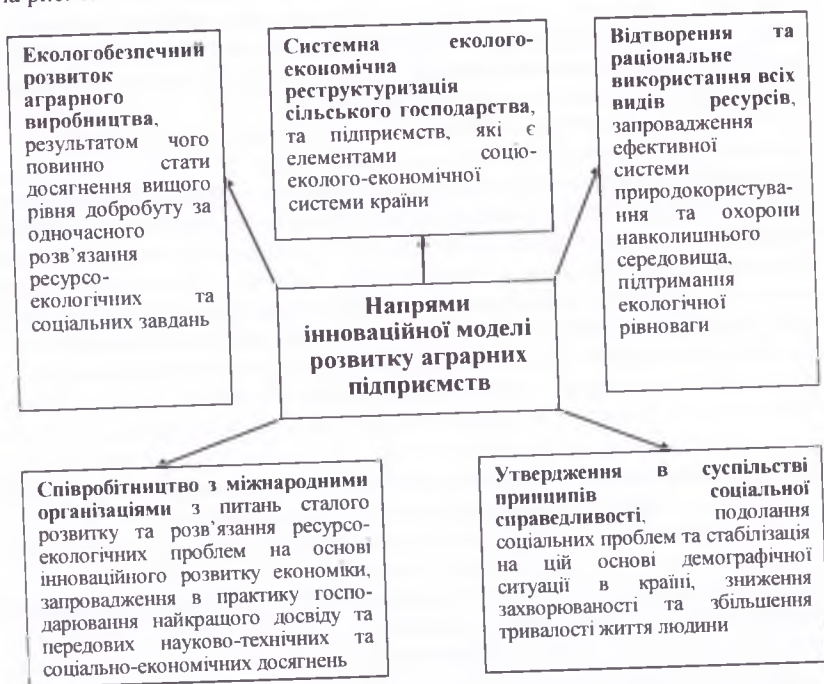 Екологобезпечний
розвиток
аграрного
виробництва,
результатом чого
повинно стати
досягнення вищого
рівня добробуту за
одночасного
розв'язання
ресурсо-
екологічних та
соціальних завдань
Системна еколого-
економічна
реструктуризація
сільського господарства,
та підприємств, які є
елементами соціо-
еколого-економічної
системи країни
Відтворення та
раціональне
використання всіх
видів ресурсів,
запровадження
ефективної
системи
природокористува-
ння та охорони
навколишнього
середовища,
підтримання
екологічної
рівноваги
Напрями
інноваційної моделі
розвитку аграрних
підприємств
Співробітництво з міжнародними
організаціями з питань сталого
розвитку та розв'язання ресурсо-
екологічних проблем на основі
інноваційного розвитку економіки,
запровадження в практику госпо-
дарювання найкращого досвіду та
передових науково-технічних та
соціально-економічних досягнень
Утвердження в суспільстві
принципів соціальної
справедливості, подолання
соціальних проблем та стабілізація
на цій основі демографічної
ситуації в країні, зниження
захворюваності та збільшення
тривалості життя людини